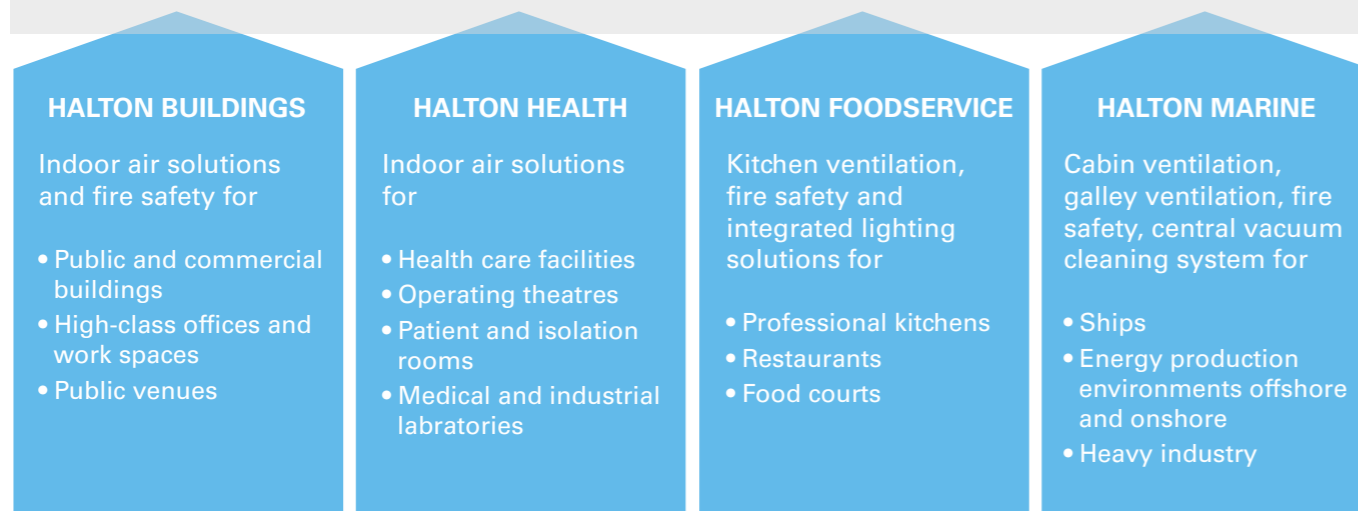 HALTON BUILDINGS
Indoor air solutions
and fire safety for
• Public and commercial
buildings
• High-class offices and
work spaces
• Public venues
HALTON HEALTH
Indoor air solutions
for
• Health care facilities
• Operating theatres
• Patient and isolation
rooms
• Medical and industrial
labratories
HALTON FOODSERVICE
Kitchen ventilation,
fire safety and
integrated lighting
solutions for
• Professional kitchens
• Restaurants
• Food courts
HALTON MARINE
Cabin ventilation,
galley ventilation, fire
safety, central vacuum
cleaning system for
• Ships
• Energy production
environments offshore
and onshore
• Heavy industry